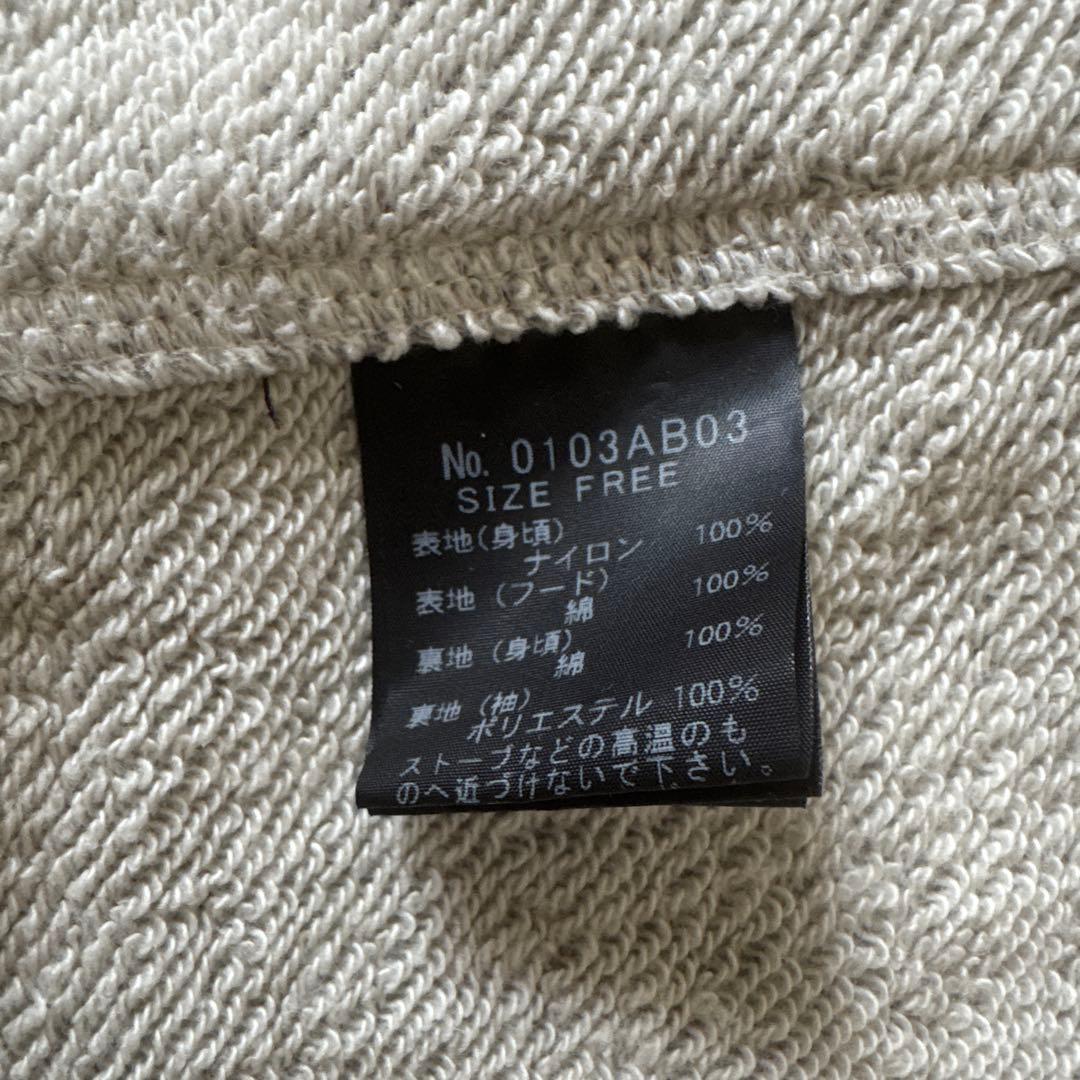 No. 0103AB03
SIZE FREE
表地(身頃)
ナイロン 100%
表地(フード)
綿 100%
裏地(身頃)
綿 100%
裏地(袖)
ポリエステル 100%
ストーブなどの高温のも
のへ近づけないで下さい。